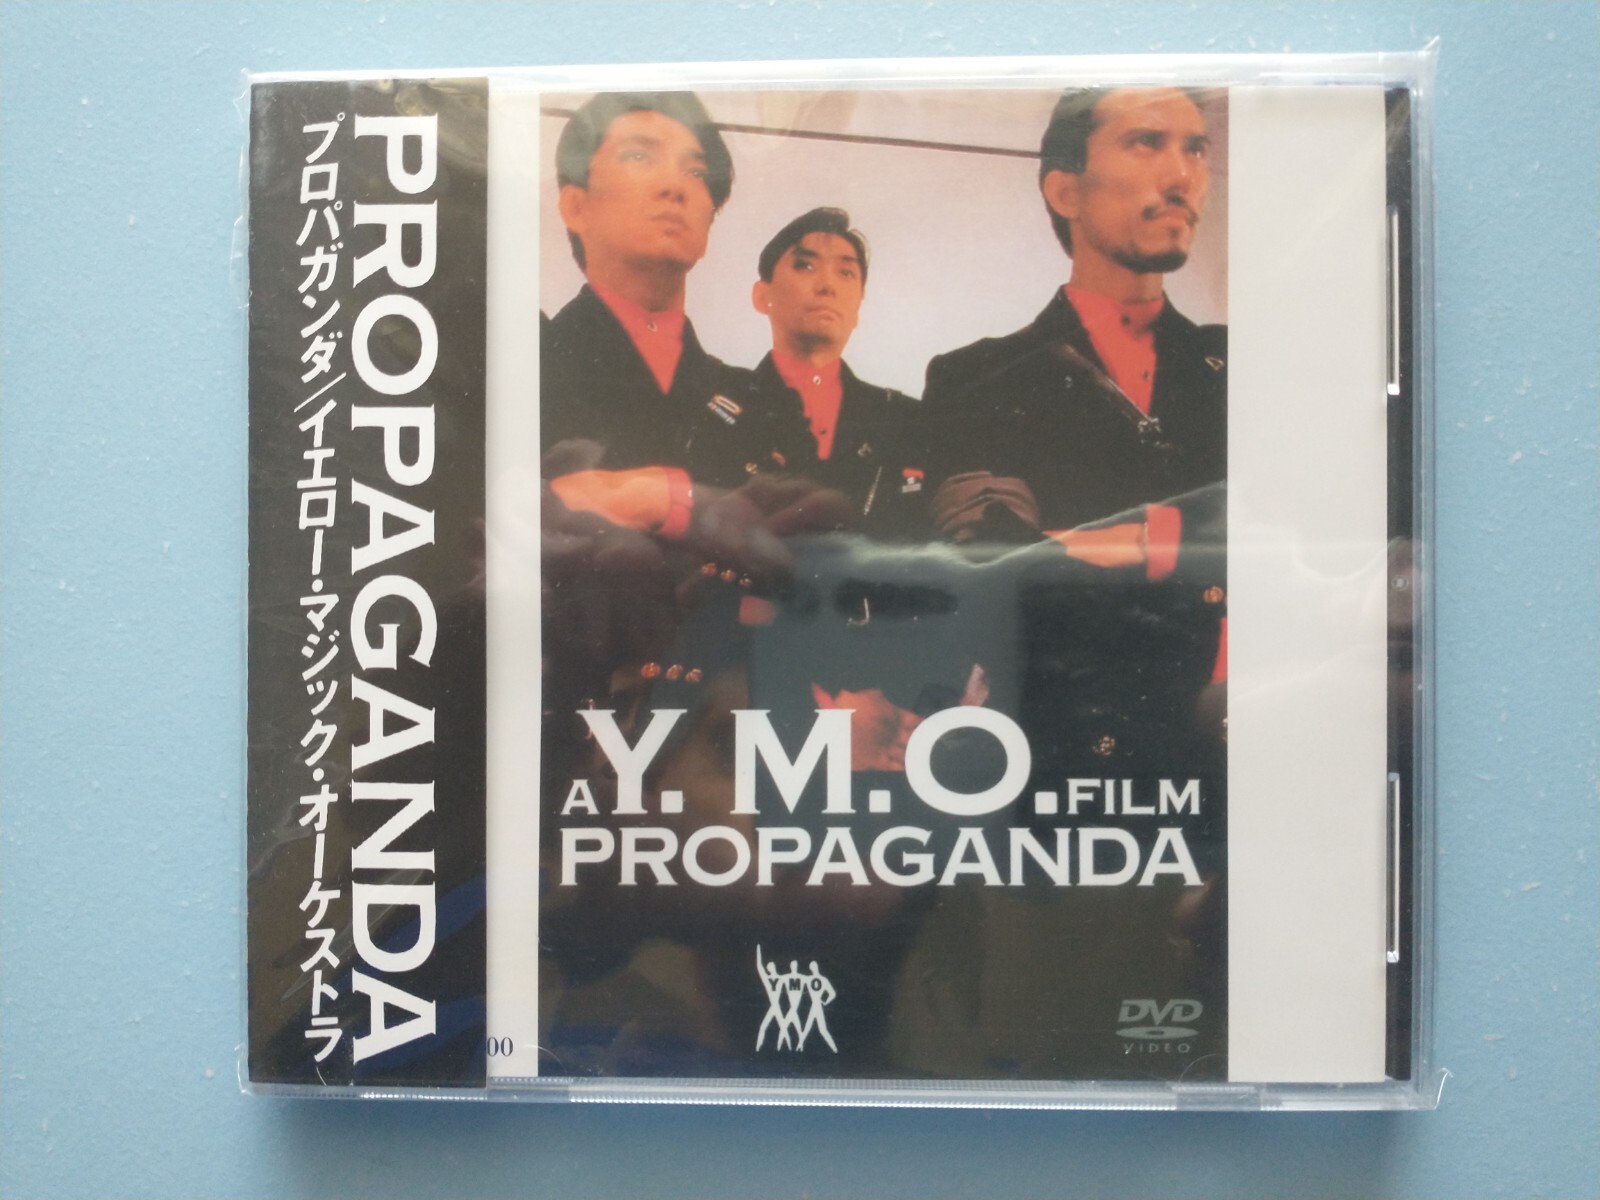 PROPAGANDA
プロパガンダ/イエロー・マジック・オーケストラ
A Y. M.O. FILM
PROPAGANDA
YMO
DVD
VIDEO
00